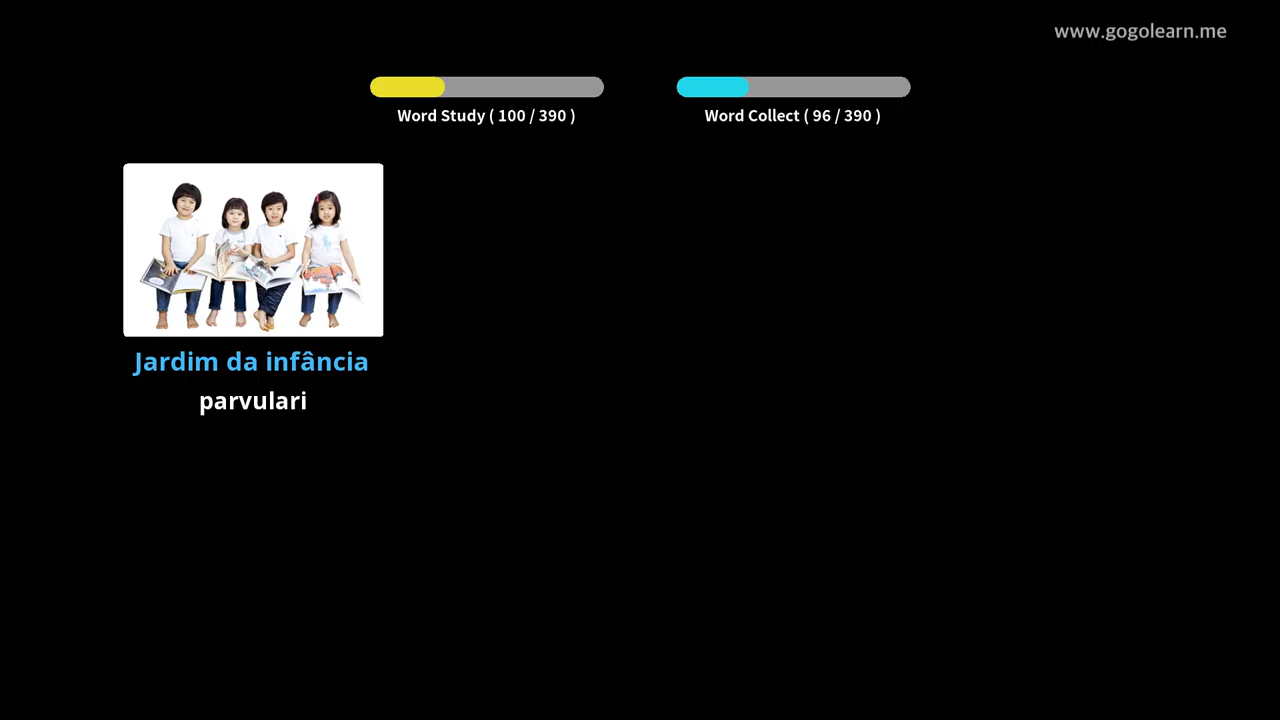 www.gogolearn.me
Word Study ( 100 / 390 )
Word Collect ( 96 / 390 )
Jardim da infância
parvulari